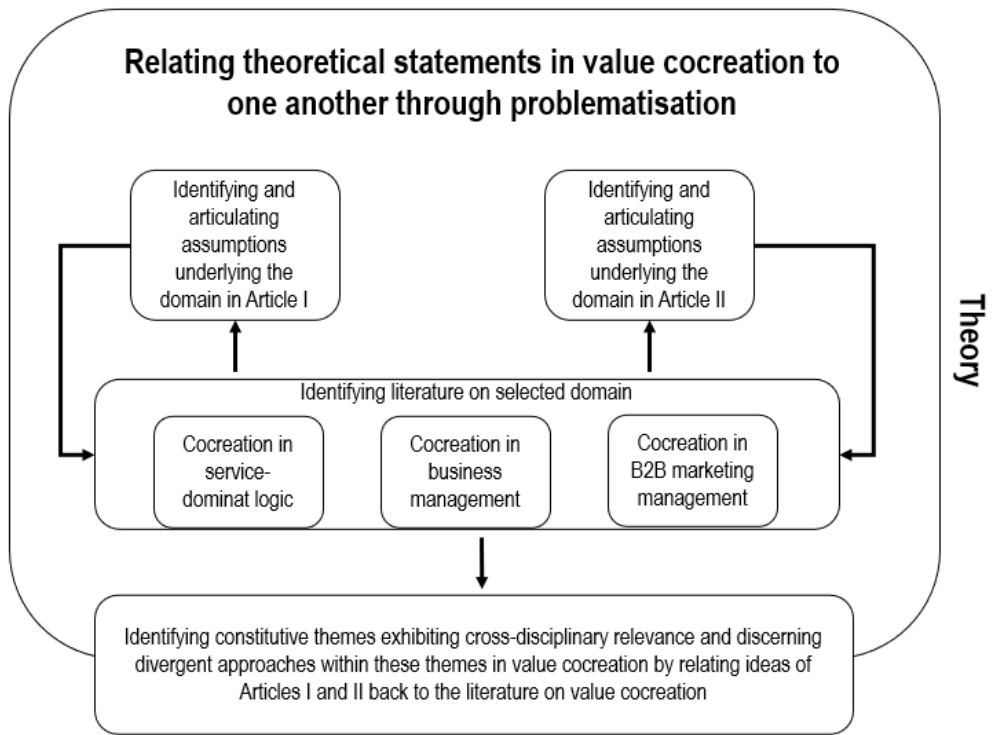 Relating theoretical statements in value cocreation to
one another through problematisation
Identifying and
articulating
assumptions
underlying the
domain in Article I
Identifying and
articulating
assumptions
underlying the
domain in Article II
Theory
Identifying literature on selected domain
Cocreation in
service-
dominat logic
Cocreation in
business
management
Cocreation in
B2B marketing
management
Identifying constitutive themes exhibiting cross-disciplinary relevance and discerning
divergent approaches within these themes in value cocreation by relating ideas of
Articles I and II back to the literature on value cocreation